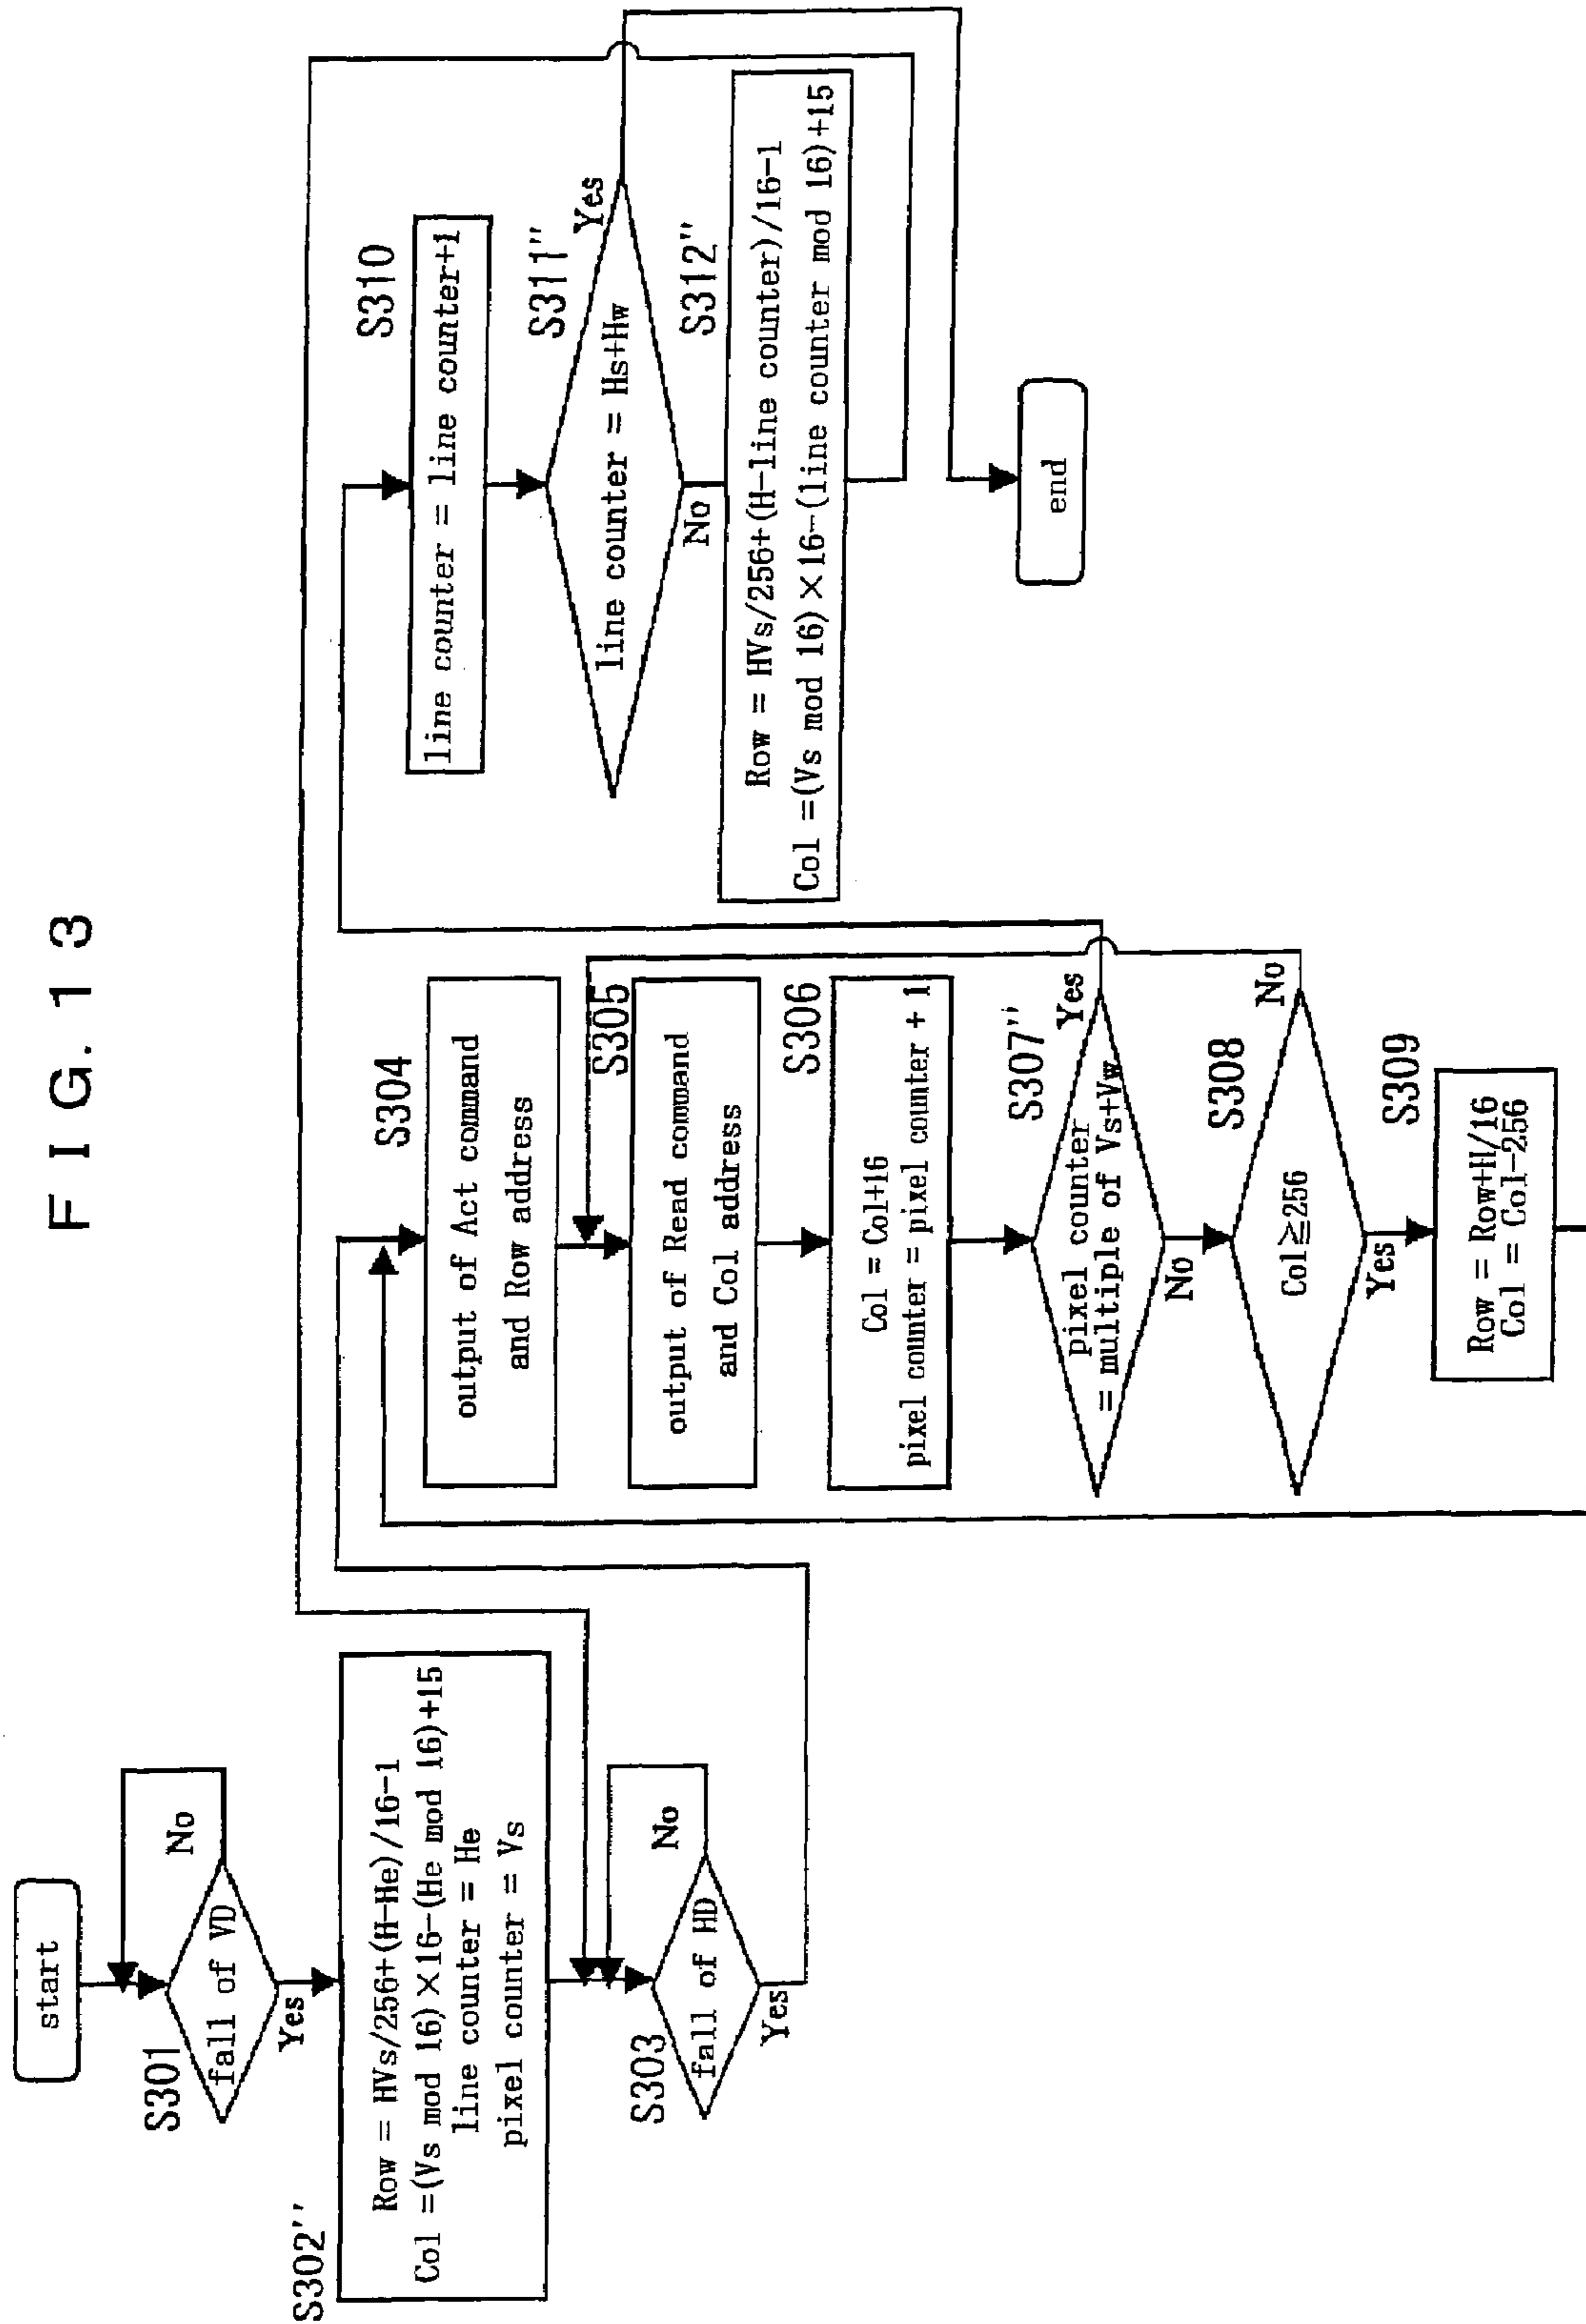 F I G. 1 3
start
S301
fall of VD
No
Yes
S302''
Row = HVs/256+(H-He)/16-1
Col =(Vs mod 16)×16-(He mod 16)+15
line counter = He
pixel counter = Vs
S303
fall of HD
No
Yes
S304
output of Act command
and Row address
S305
output of Read command
and Col address
S306
Col = Col+16
pixel counter = pixel counter + 1
S307''
pixel counter
= multiple of Vs+Vw
Yes
No
S308
Col≧256
No
Yes
S309
Row = Row+H/16
Col = Col-256
S310
line counter = line counter+1
S311''
line counter = Hs+Hw
Yes
No
S312''
Row = HVs/256+(H-line counter)/16-1
Col =(Vs mod 16)×16-(line counter mod 16)+15
end